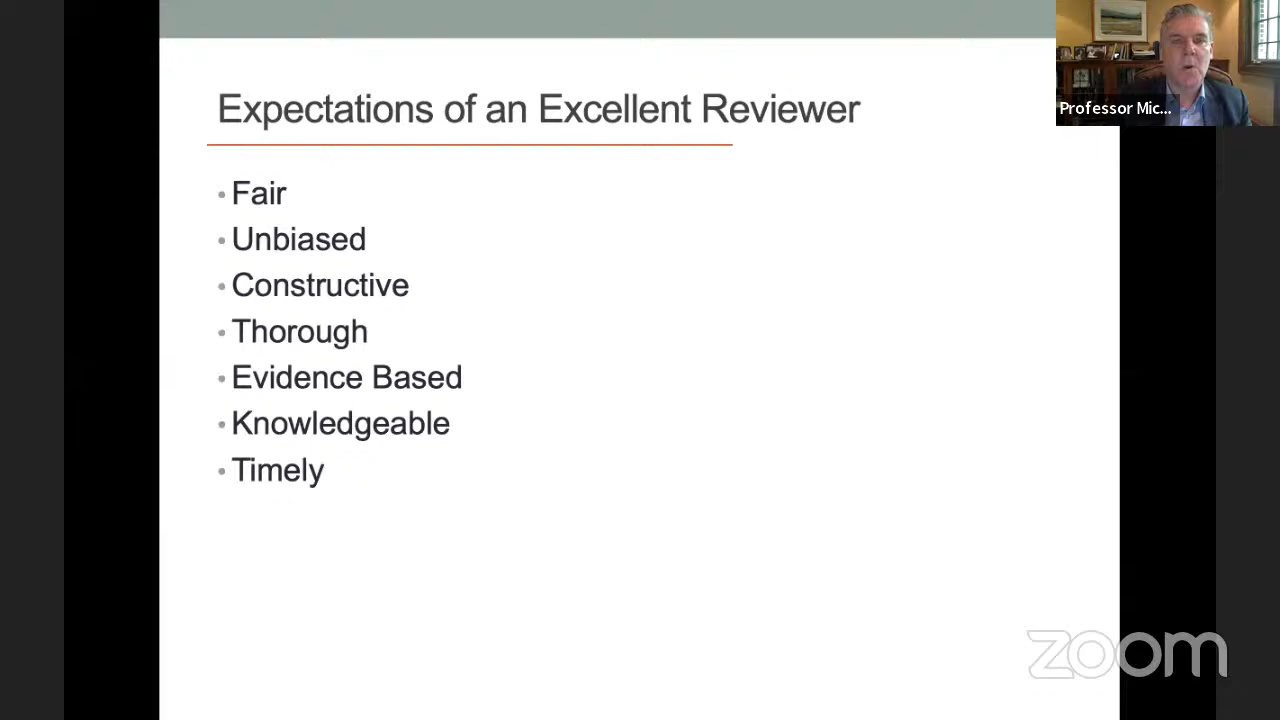 Expectations of an Excellent Reviewer
Professor Mic...
• Fair
• Unbiased
• Constructive
• Thorough
• Evidence Based
• Knowledgeable
• Timely
zoom